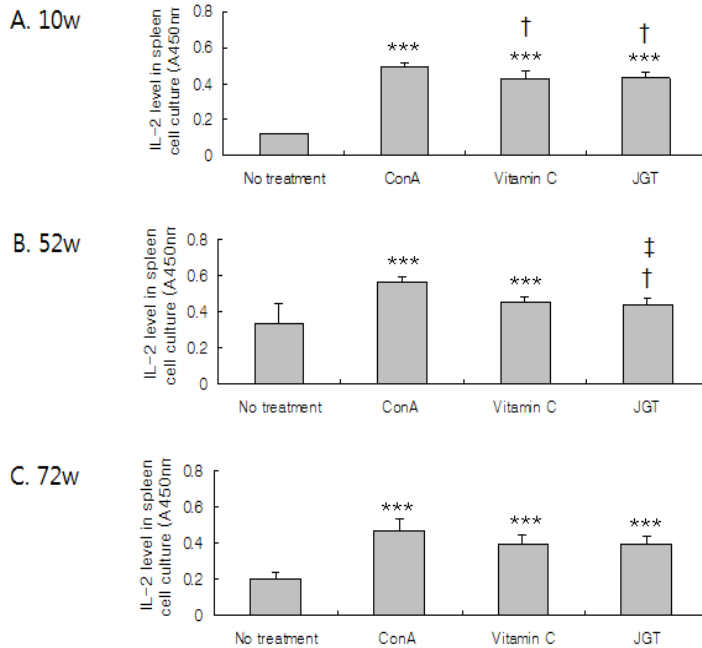 A. 10w
IL-2 level in spleen
cell culture (A450nm
0.8
0.6
0.4
0.2
0
***
†
***
†
***
No treatment
ConA
Vitamin C
JGT
B. 52w
IL-2 level in spleen
cell culture (A450nm
0.8
0.6
0.4
0.2
0
***
***
‡
†
No treatment
ConA
Vitamin C
JGT
C. 72w
IL-2 level in spleen
cell culture (A450nm
0.8
0.6
0.4
0.2
0
***
***
***
No treatment
ConA
Vitamin C
JGT